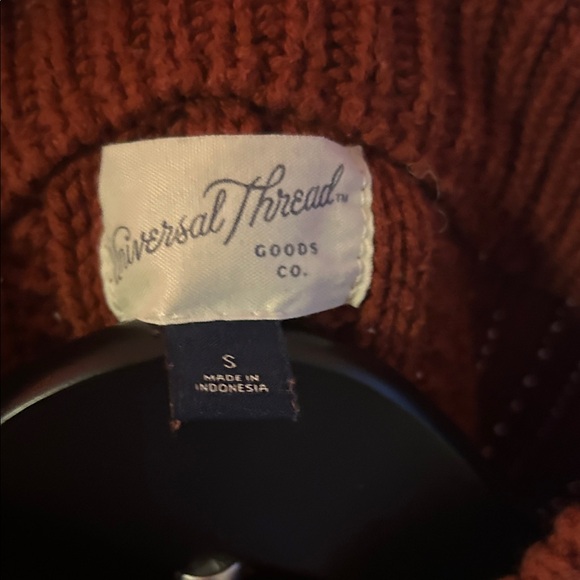 Universal Thread™
GOODS
CO.
S
MADE IN
INDONESIA